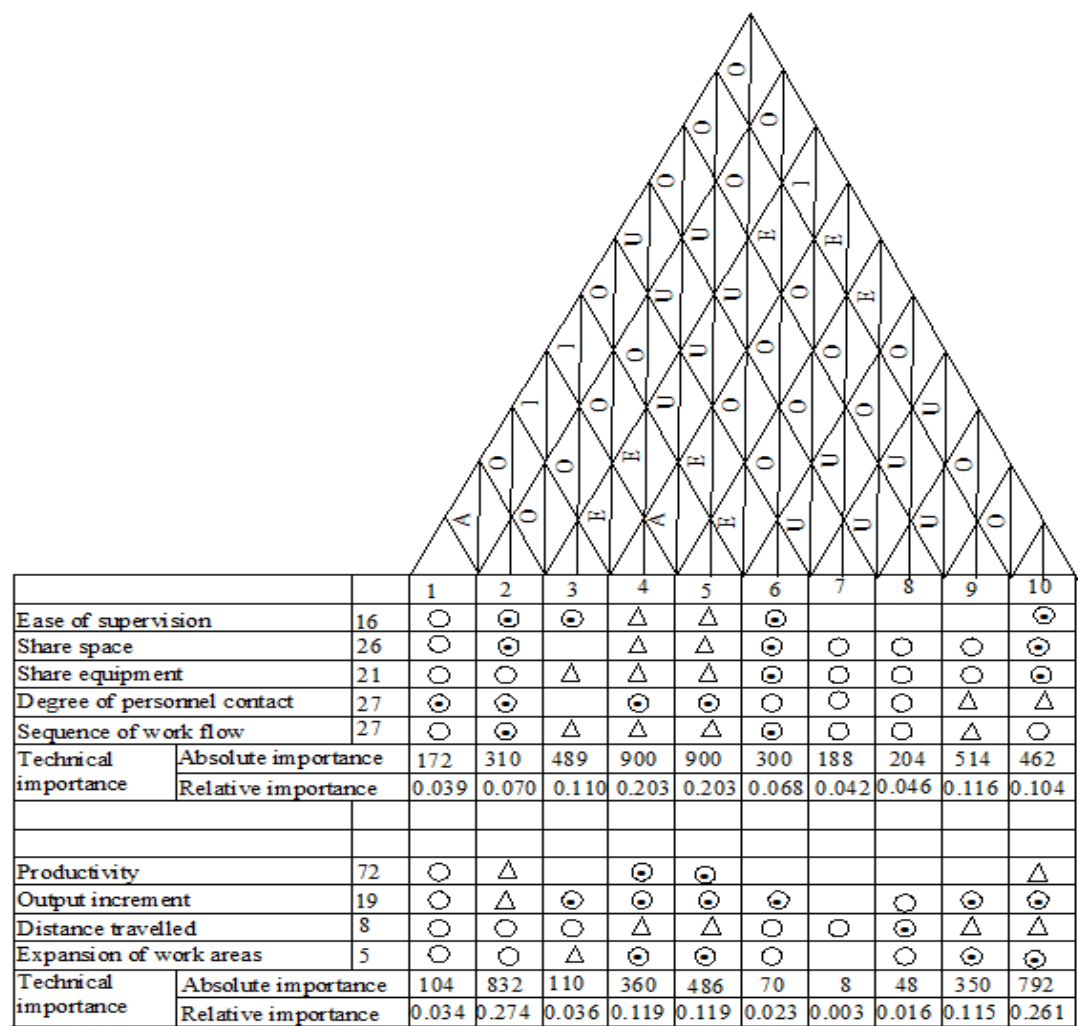 O
O O
O O I
U U E E
O U U O E
I O U O O O
I O U O O O U
O O E E O U U O
A O E A E U U U O
1 2 3 4 5 6 7 8 9 10
Ease of supervision 16
Share space 26
Share equipment 21
Degree of personnel contact 27
Sequence of work flow 27
Technical importance
Absolute importance 172 310 489 900 900 300 188 204 514 462
Relative importance 0.039 0.070 0.110 0.203 0.203 0.068 0.042 0.046 0.116 0.104
Productivity 72
Output increment 19
Distance travelled 8
Expansion of work areas 5
Technical importance
Absolute importance 104 832 110 360 486 70 8 48 350 792
Relative importance 0.034 0.274 0.036 0.119 0.119 0.023 0.003 0.016 0.115 0.261